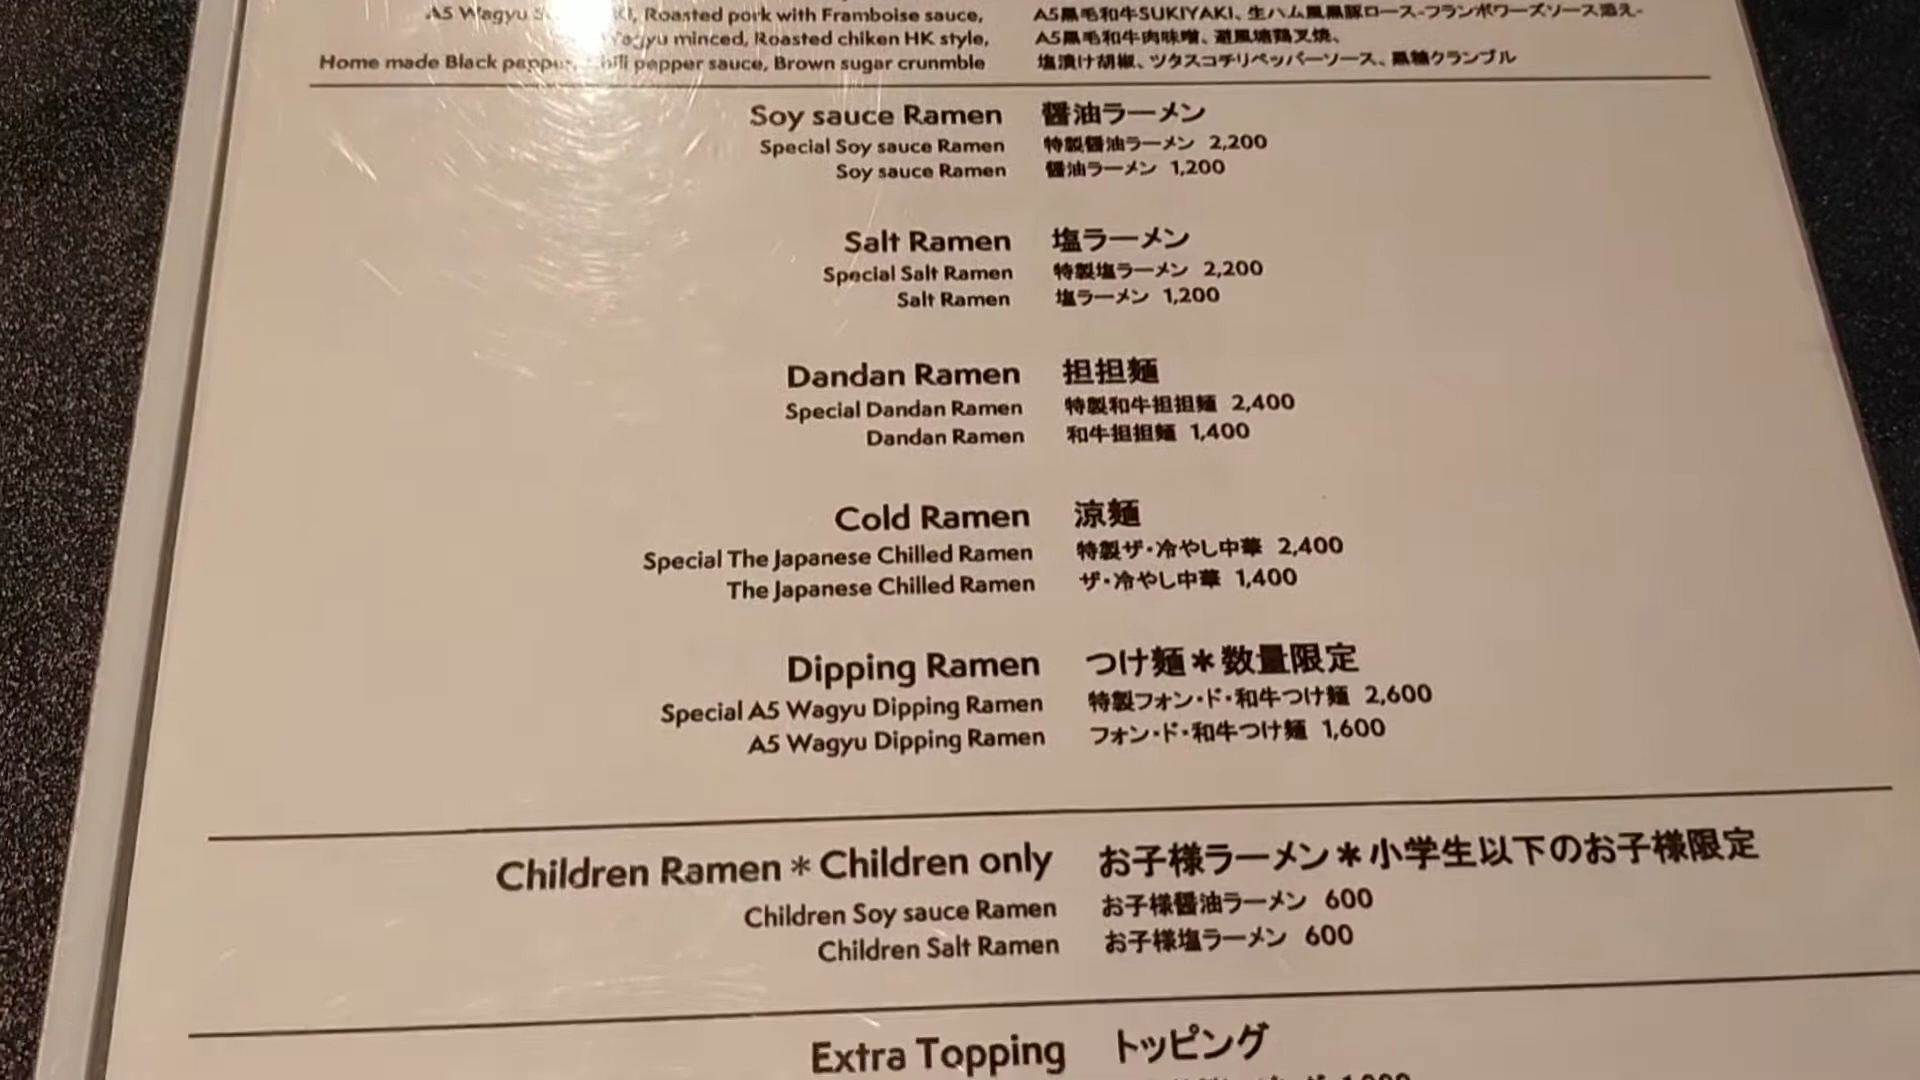 A5 Wagyu Roasted pork with Framboise sauce, A5黒毛和牛SUKIYAKI、生ハム風黒豚ロース-フランボワーズソース添え-
Wagyu minced, Roasted chiken HK style, A5黒毛和牛肉味噌、避風塘鶏叉焼、
Home made Black pepper, Chili pepper sauce, Brown sugar crunmble 塩漬け胡椒、ツタスコチリペッパーソース、黒糖クランブル
Soy sauce Ramen 醤油ラーメン
Special Soy sauce Ramen 特製醤油ラーメン 2,200
Soy sauce Ramen 醤油ラーメン 1,200
Salt Ramen 塩ラーメン
Special Salt Ramen 特製塩ラーメン 2,200
Salt Ramen 塩ラーメン 1,200
Dandan Ramen 担担麺
Special Dandan Ramen 特製和牛担担麺 2,400
Dandan Ramen 和牛担担麺 1,400
Cold Ramen 涼麺
Special The Japanese Chilled Ramen 特製ザ・冷やし中華 2,400
The Japanese Chilled Ramen ザ・冷やし中華 1,400
Dipping Ramen つけ麺＊数量限定
Special A5 Wagyu Dipping Ramen 特製フォン・ド・和牛つけ麺 2,600
A5 Wagyu Dipping Ramen フォン・ド・和牛つけ麺 1,600
Children Ramen＊Children only お子様ラーメン＊小学生以下のお子様限定
Children Soy sauce Ramen お子様醤油ラーメン 600
Children Salt Ramen お子様塩ラーメン 600
Extra Topping トッピング